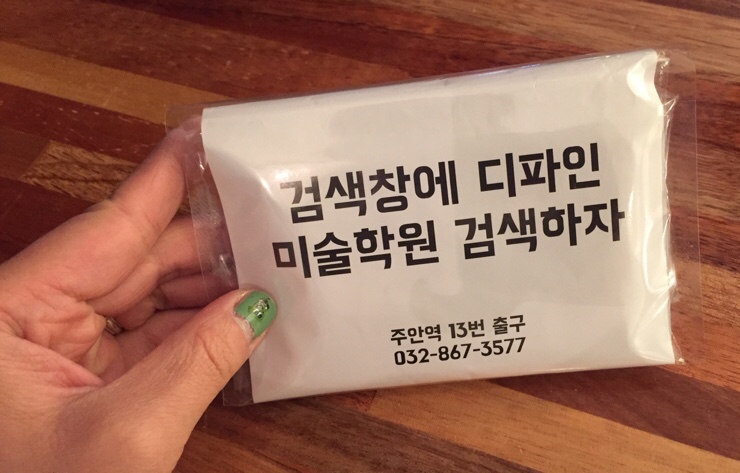 검색창에 디파인
미술학원 검색하자
주안역 13번 출구
032-867-3577